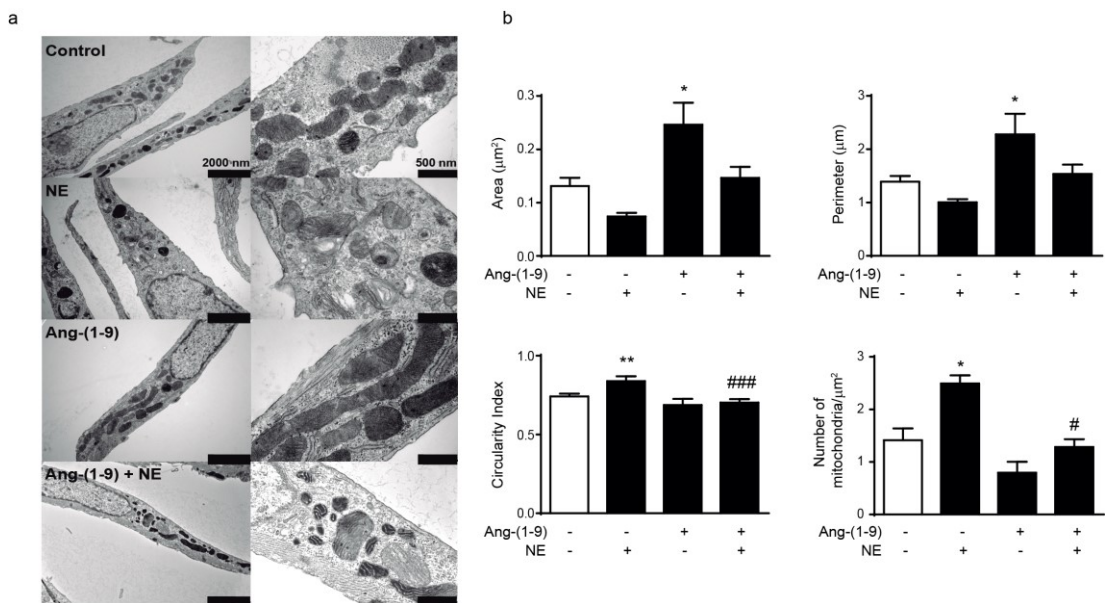 a
Control
2000 nm
500 nm
NE
Ang-(1-9)
Ang-(1-9) + NE
b
*
Area (μm²)
0.3
0.2
0.1
0.0
Ang-(1-9) - - + +
NE - + - +
*
Perimeter (μm)
3
2
1
0
Ang-(1-9) - - + +
NE - + - +
** ###
Circularity Index
1.0
0.5
0.0
Ang-(1-9) - - + +
NE - + - +
* #
Number of
mitochondria/μm²
3
2
1
0
Ang-(1-9) - - + +
NE - + - +